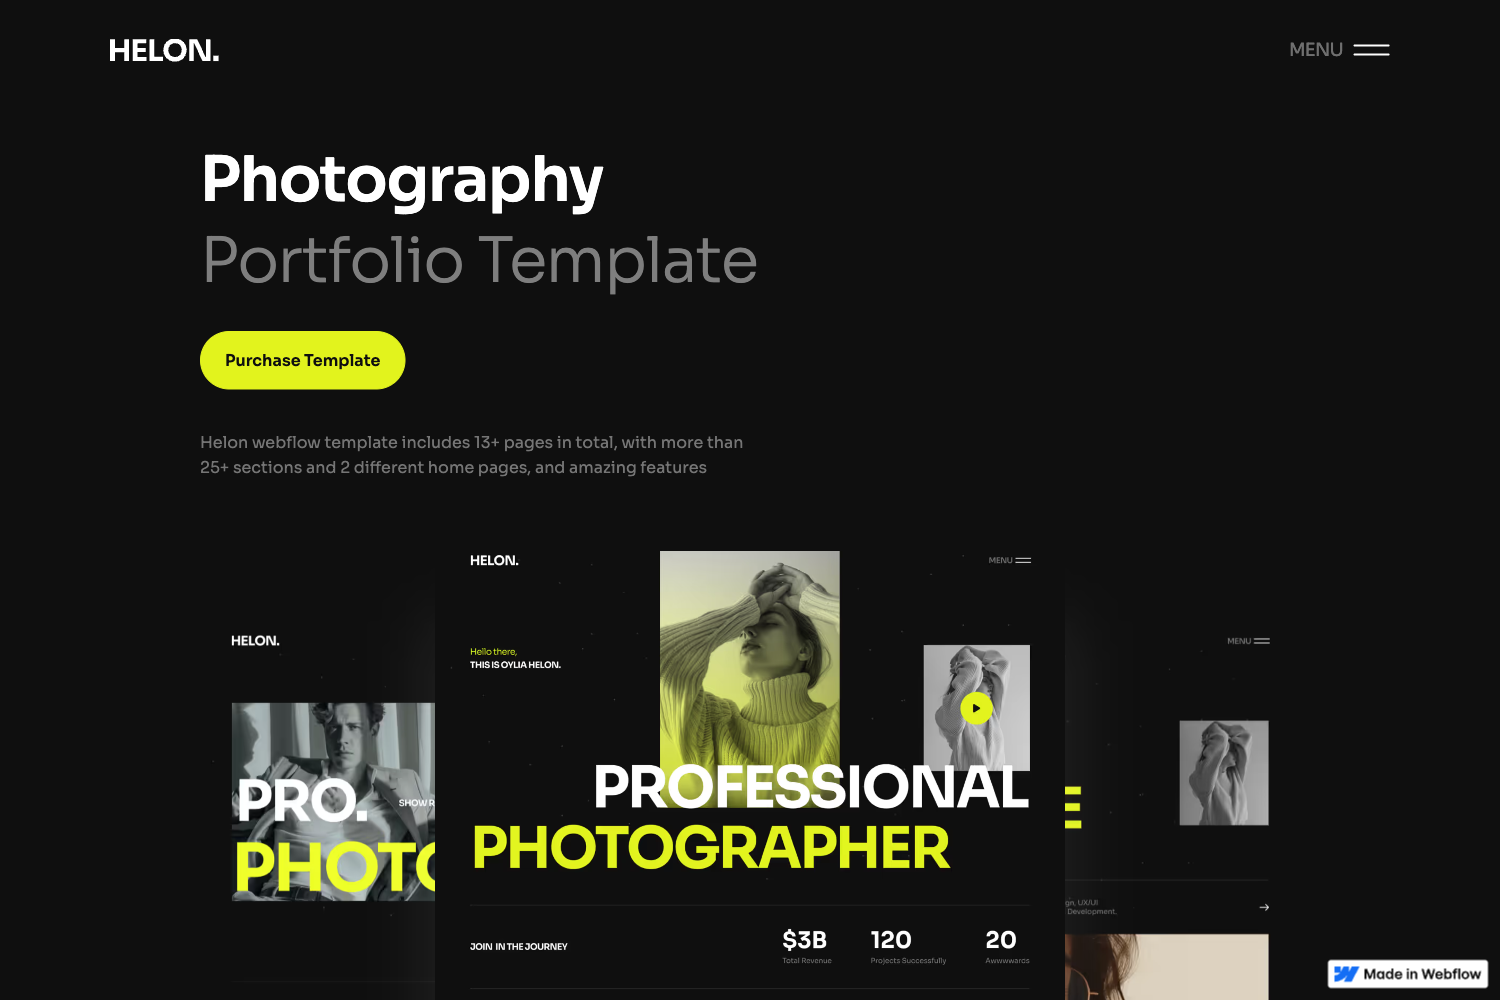 HELON.
MENU
Photography
Portfolio Template
Purchase Template
Helon webflow template includes 13+ pages in total, with more than
25+ sections and 2 different home pages, and amazing features
HELON.
MENU
Hello there,
THIS IS OYLIA HELON.
PROFESSIONAL
PHOTOGRAPHER
JOIN IN THE JOURNEY
$3B
Total Revenue
120
Projects Successfully
20
Awwwwards
HELON.
PRO.
SHOW R
PHOTO
MENU
E
gn, UX/UI
Development.
Made in Webflow